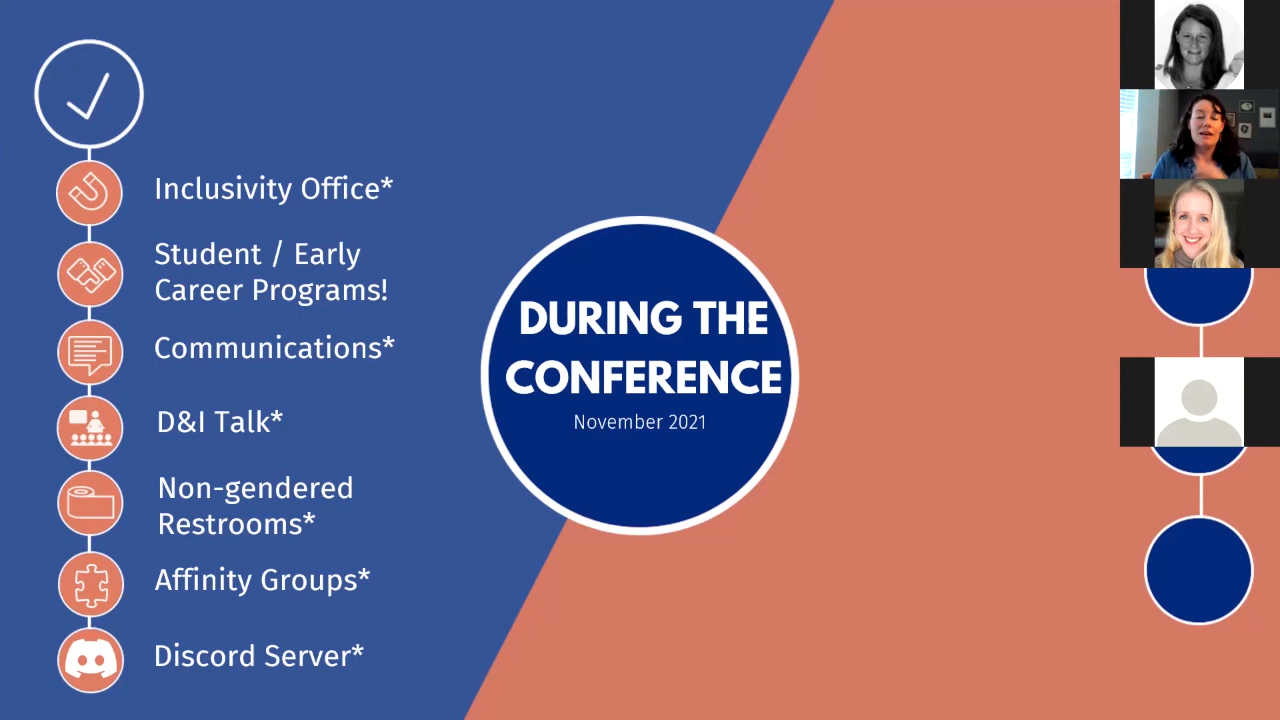 Inclusivity Office*
Student / Early
Career Programs!
Communications*
D&I Talk*
Non-gendered
Restrooms*
Affinity Groups*
Discord Server*
DURING THE
CONFERENCE
November 2021